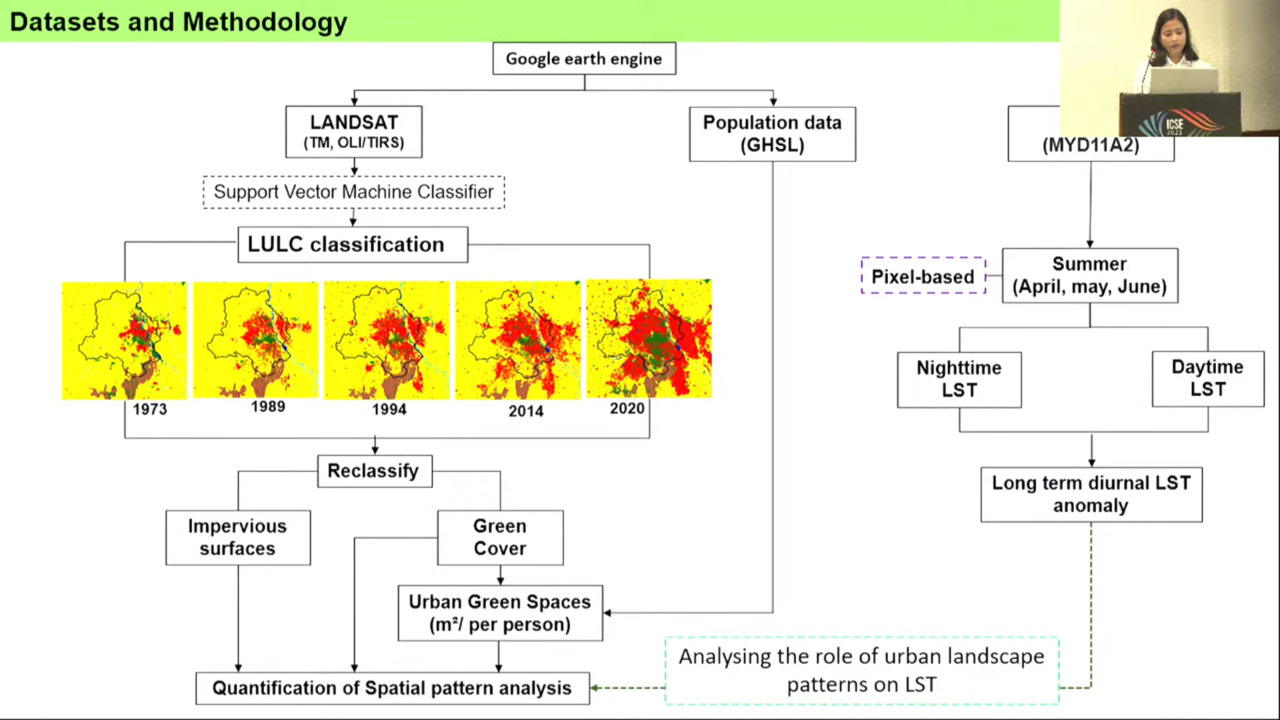 Datasets and Methodology
Google earth engine
LANDSAT
(TM, OLI/TIRS)
Population data
(GHSL)
(MYD11A2)
ICSE
2023
Support Vector Machine Classifier
LULC classification
Pixel-based
Summer
(April, may, June)
1973
1989
1994
2014
2020
Nighttime
LST
Daytime
LST
Reclassify
Long term diurnal LST
anomaly
Impervious
surfaces
Green
Cover
Urban Green Spaces
(m²/ per person)
Analysing the role of urban landscape
patterns on LST
Quantification of Spatial pattern analysis